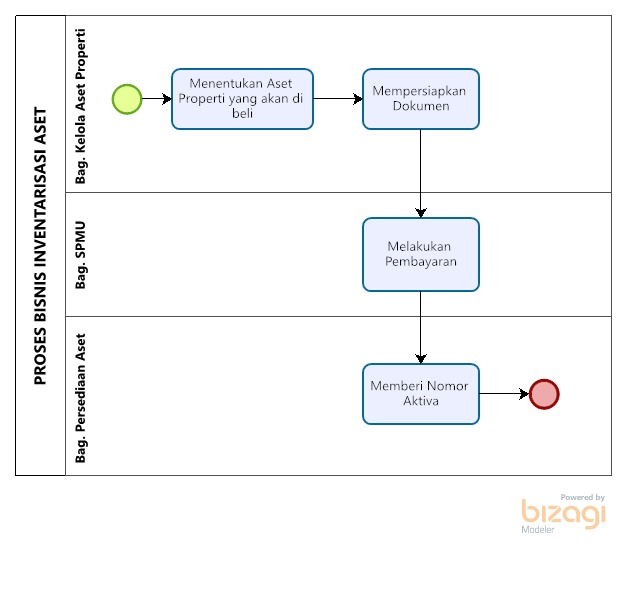 PROSES BISNIS INVENTARISASI ASET
Bag. Kelola Aset Properti
Menentukan Aset
Properti yang akan di
beli
Mempersiapkan
Dokumen
Bag. SPMU
Melakukan
Pembayaran
Bag. Persediaan Aset
Memberi Nomor
Aktiva
Powered by
bizagi
Modeler